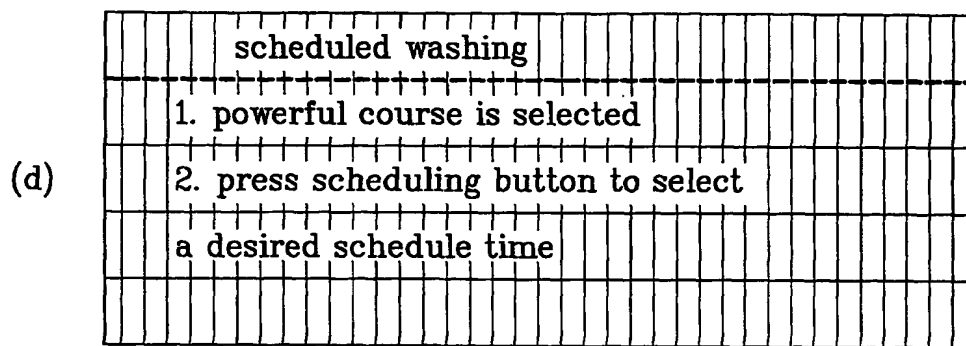 scheduled washing
1. powerful course is selected
(d)
2. press scheduling button to select
a desired schedule time